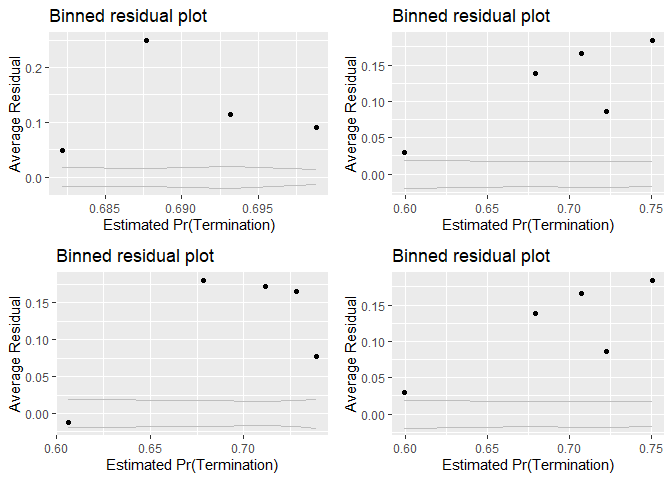 Binned residual plot
Average Residual
0.2
0.1
0.0
0.685 0.690 0.695
Estimated Pr(Termination)
Binned residual plot
Average Residual
0.15
0.10
0.05
0.00
0.60 0.65 0.70 0.75
Estimated Pr(Termination)
Binned residual plot
Average Residual
0.15
0.10
0.05
0.00
0.60 0.65 0.70
Estimated Pr(Termination)
Binned residual plot
Average Residual
0.15
0.10
0.05
0.00
0.60 0.65 0.70 0.75
Estimated Pr(Termination)